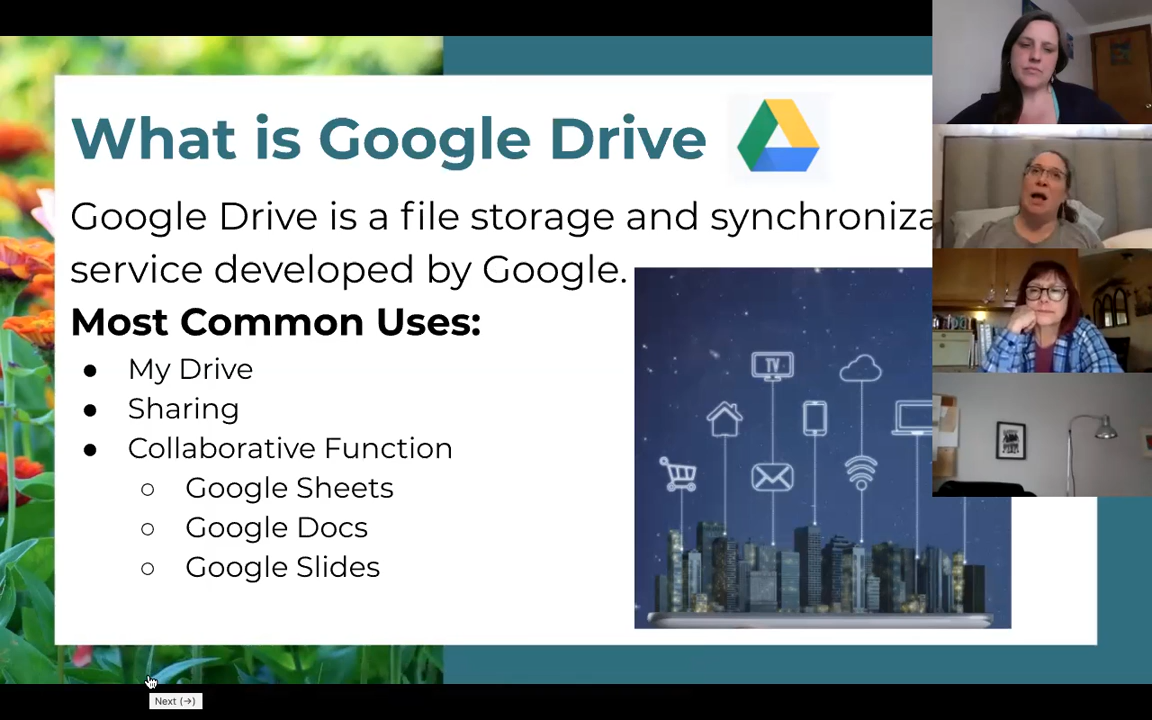 What is Google Drive
Google Drive is a file storage and synchroniza
service developed by Google.
Most Common Uses:
● My Drive
● Sharing
● Collaborative Function
○ Google Sheets
○ Google Docs
○ Google Slides
TV
Next (→)